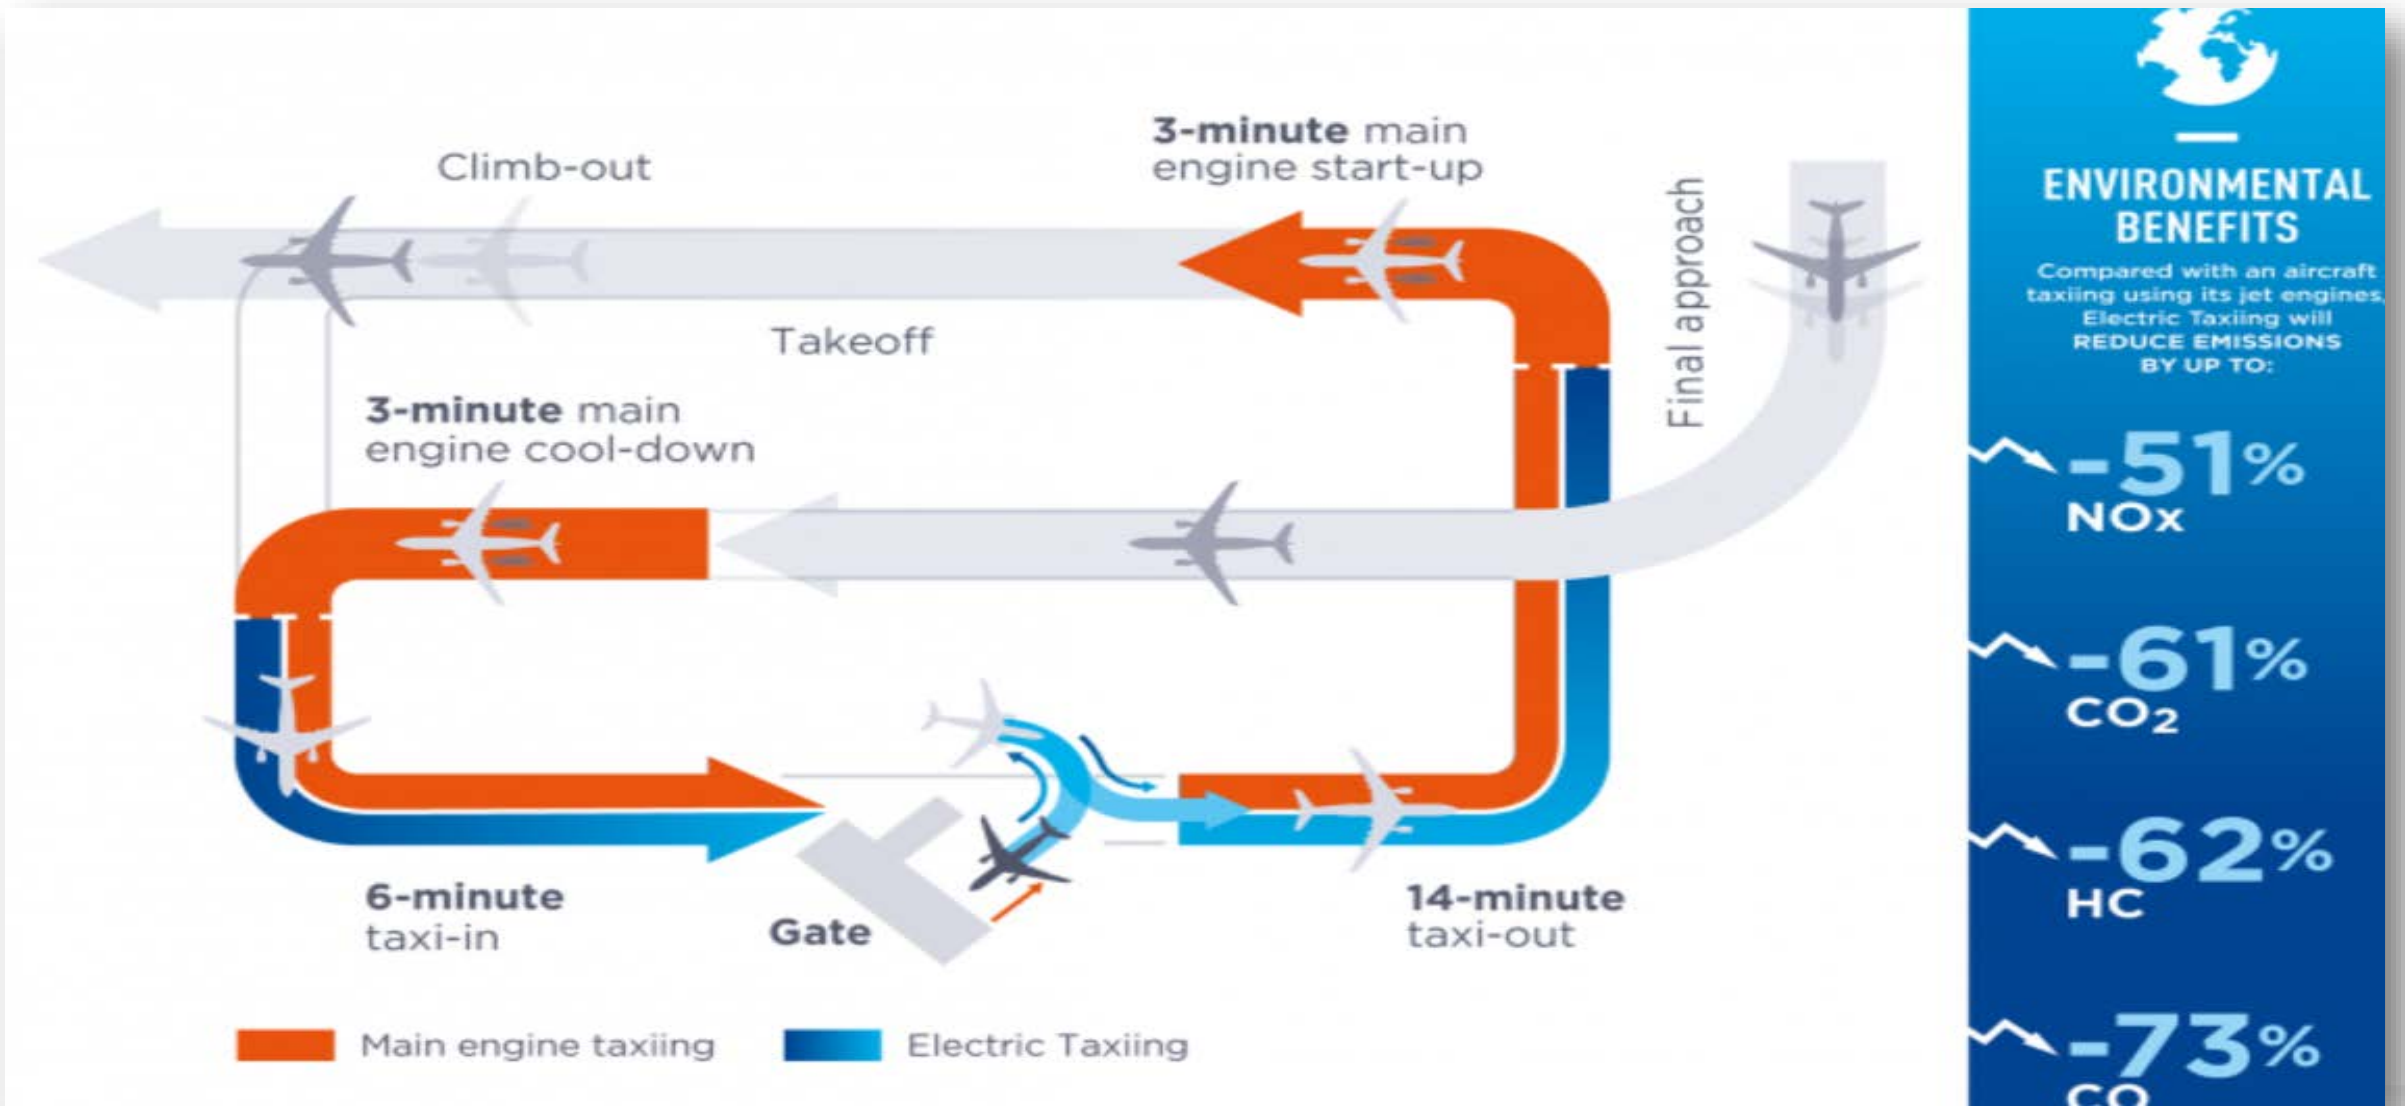 Climb-out
3-minute main
engine start-up
Final approach
Takeoff
3-minute main
engine cool-down
6-minute
taxi-in
Gate
14-minute
taxi-out
Main engine taxiing
Electric Taxiing
ENVIRONMENTAL
BENEFITS
Compared with an aircraft
taxiing using its jet engines,
Electric Taxiing will
REDUCE EMISSIONS
BY UP TO:
-51%
NOx
-61%
CO2
-62%
HC
-73%
CO